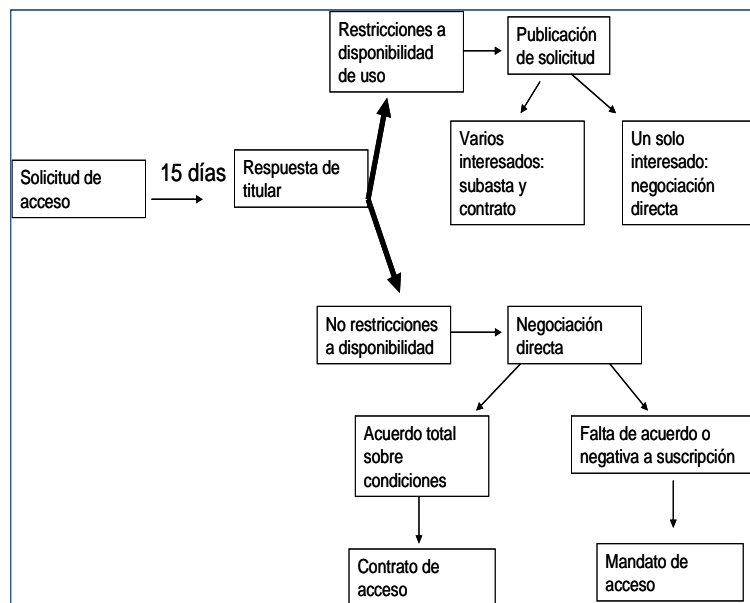 Restricciones a
disponibilidad
de uso
Publicación
de solicitud
Varios
interesados:
subasta y
contrato
Un solo
interesado:
negociación
directa
Solicitud de
acceso
15 días
Respuesta de
titular
No restricciones
a disponibilidad
Negociación
directa
Acuerdo total
sobre
condiciones
Falta de acuerdo o
negativa a suscripción
Contrato de
acceso
Mandato de
acceso